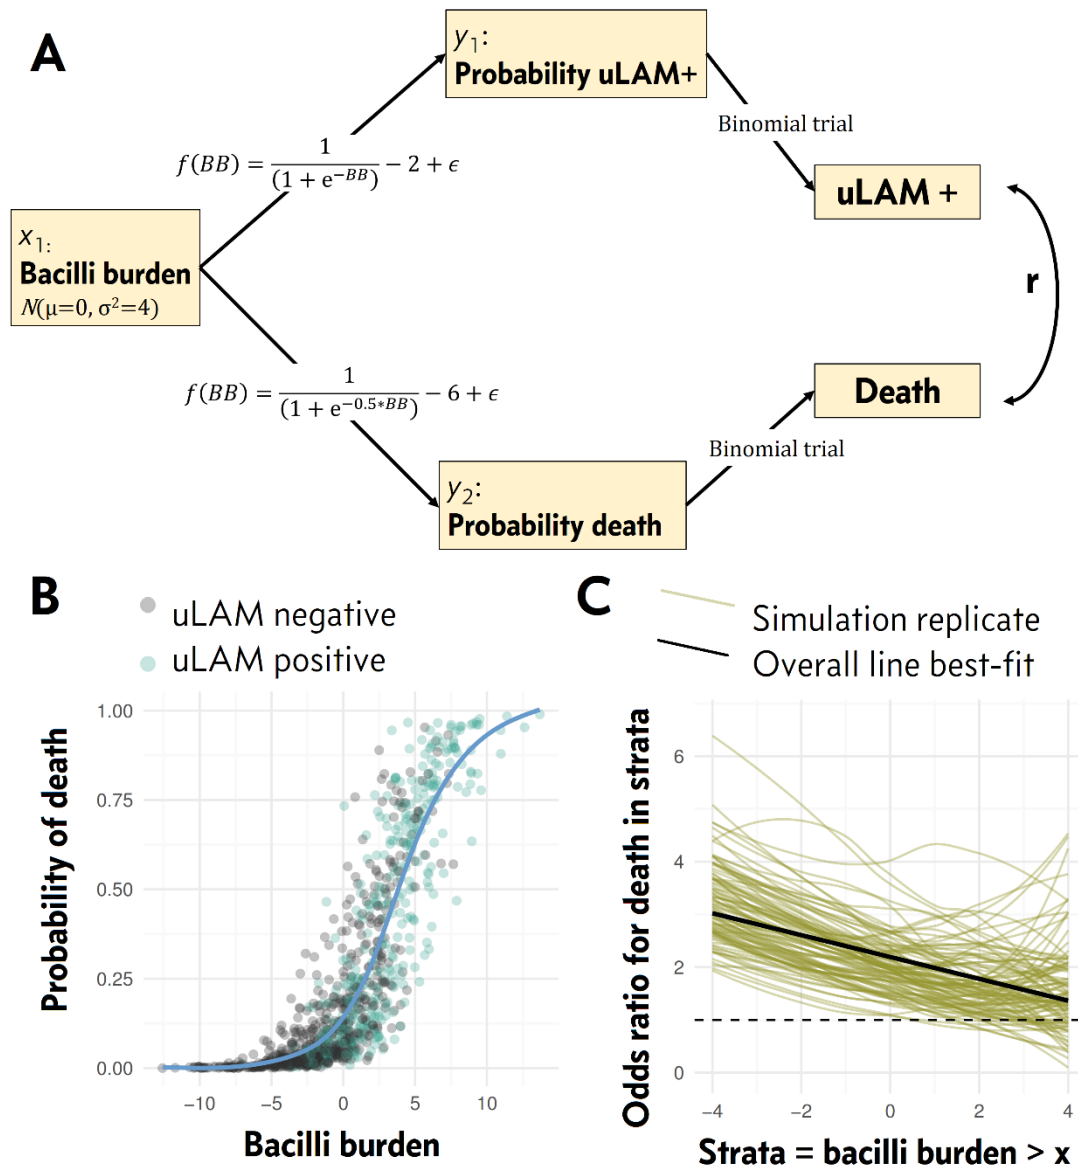 A
y₁:
Probability uLAM+
Binomial trial
f(BB) = 1 / (1 + e^−BB) − 2 + ϵ
uLAM +
x₁:
Bacilli burden
N(μ=0, σ²=4)
r
f(BB) = 1 / (1 + e^−0.5*BB) − 6 + ϵ
Death
Binomial trial
y₂:
Probability death
B
uLAM negative
uLAM positive
Probability of death
1.00
0.75
0.50
0.25
0.00
−10
−5
0
5
10
Bacilli burden
C
Simulation replicate
Overall line best-fit
Odds ratio for death in strata
6
4
2
0
−4
−2
0
2
4
Strata = bacilli burden > x